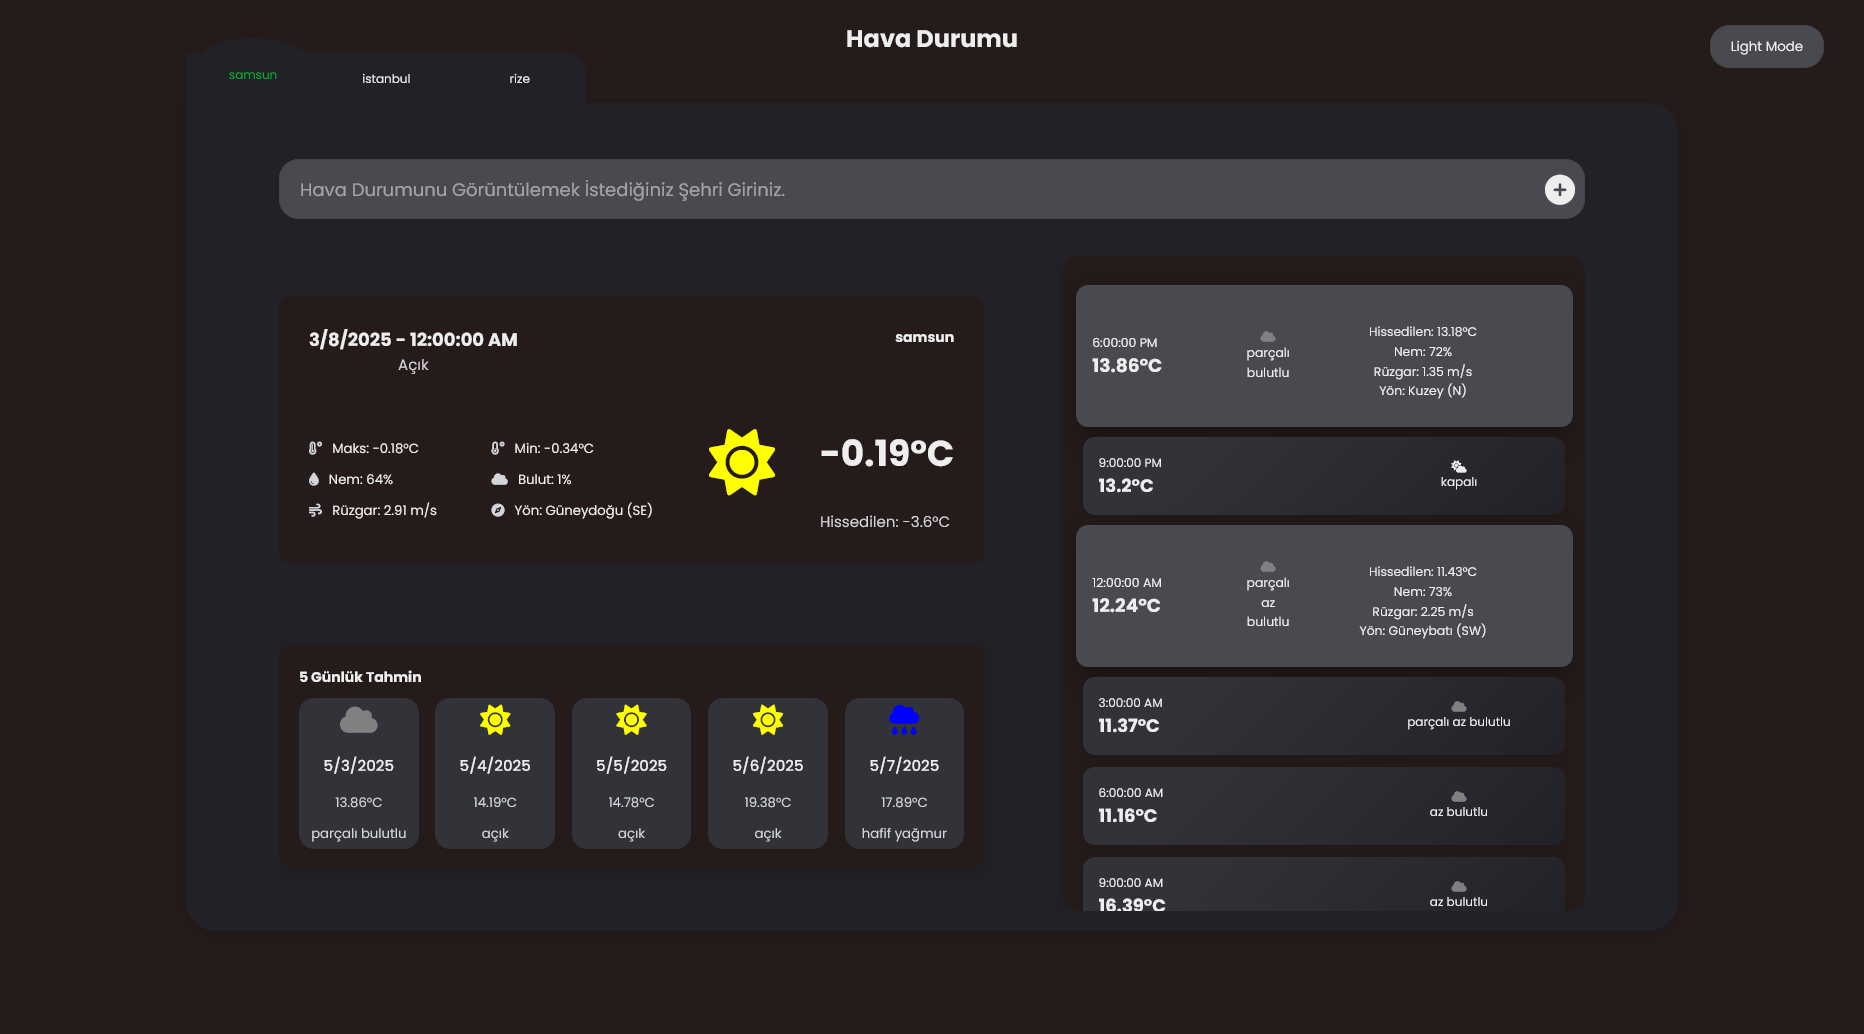 Hava Durumu
Light Mode
samsun
istanbul
rize
Hava Durumunu Görüntülemek İstediğiniz Şehri Giriniz.
3/8/2025 - 12:00:00 AM
Açık
samsun
Maks: -0.18°C
Min: -0.34°C
Nem: 64%
Bulut: 1%
Rüzgar: 2.91 m/s
Yön: Güneydoğu (SE)
-0.19°C
Hissedilen: -3.6°C
5 Günlük Tahmin
5/3/2025
13.86°C
parçalı bulutlu
5/4/2025
14.19°C
açık
5/5/2025
14.78°C
açık
5/6/2025
19.38°C
açık
5/7/2025
17.89°C
hafif yağmur
6:00:00 PM
13.86°C
parçalı
bulutlu
Hissedilen: 13.18°C
Nem: 72%
Rüzgar: 1.35 m/s
Yön: Kuzey (N)
9:00:00 PM
13.2°C
kapalı
12:00:00 AM
12.24°C
parçalı
az
bulutlu
Hissedilen: 11.43°C
Nem: 73%
Rüzgar: 2.25 m/s
Yön: Güneybatı (SW)
3:00:00 AM
11.37°C
parçalı az bulutlu
6:00:00 AM
11.16°C
az bulutlu
9:00:00 AM
16.39°C
az bulutlu